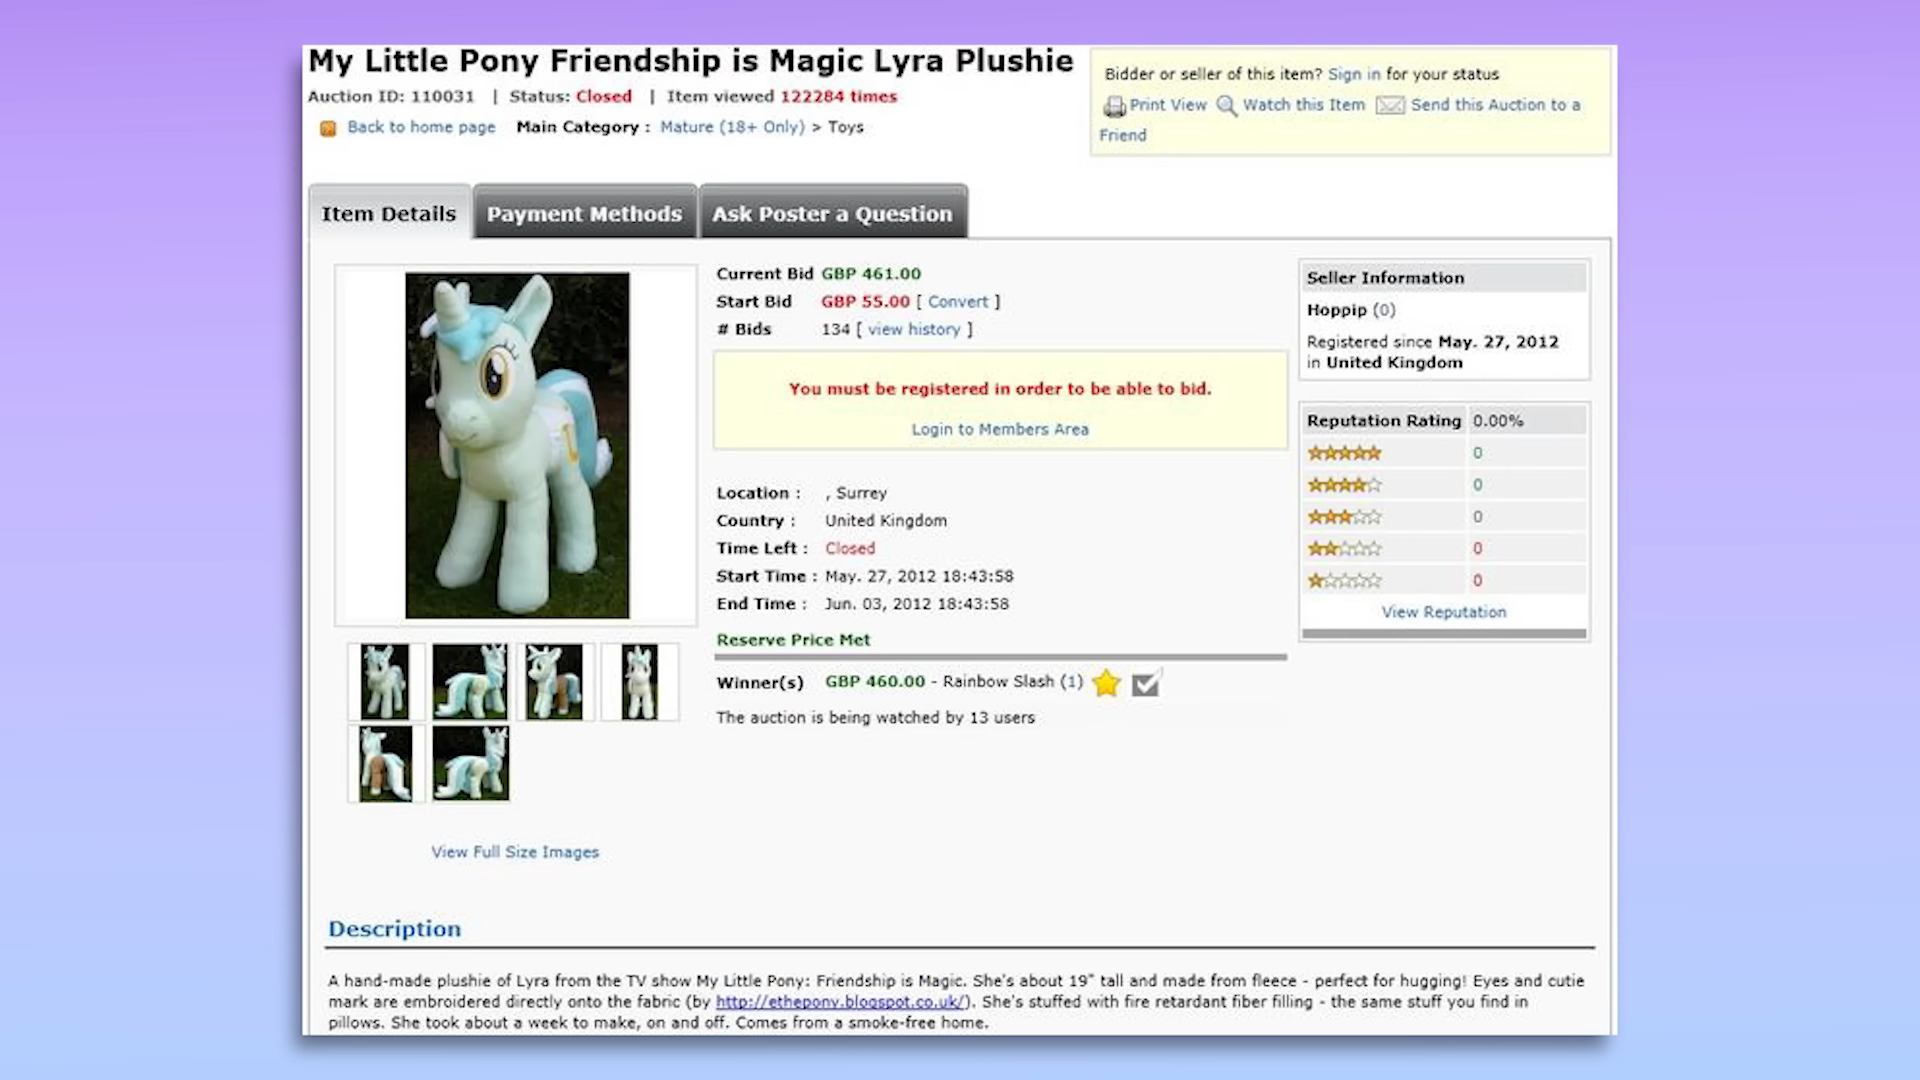 My Little Pony Friendship is Magic Lyra Plushie
Auction ID: 110031 | Status: Closed | Item viewed 122284 times
Back to home page Main Category : Mature (18+ Only) > Toys
Bidder or seller of this item? Sign in for your status
Print View Watch this Item Send this Auction to a
Friend
Item Details Payment Methods Ask Poster a Question
Current Bid GBP 461.00
Start Bid GBP 55.00 [ Convert ]
# Bids 134 [ view history ]
You must be registered in order to be able to bid.
Login to Members Area
Location : , Surrey
Country : United Kingdom
Time Left : Closed
Start Time : May. 27, 2012 18:43:58
End Time : Jun. 03, 2012 18:43:58
Reserve Price Met
Winner(s) GBP 460.00 - Rainbow Slash (1)
The auction is being watched by 13 users
Seller Information
Hoppip (0)
Registered since May. 27, 2012
in United Kingdom
Reputation Rating 0.00%
0
0
0
0
0
View Reputation
View Full Size Images
Description
A hand-made plushie of Lyra from the TV show My Little Pony: Friendship is Magic. She's about 19" tall and made from fleece - perfect for hugging! Eyes and cutie
mark are embroidered directly onto the fabric (by http://ethepony.blogspot.co.uk/). She's stuffed with fire retardant fiber filling - the same stuff you find in
pillows. She took about a week to make, on and off. Comes from a smoke-free home.